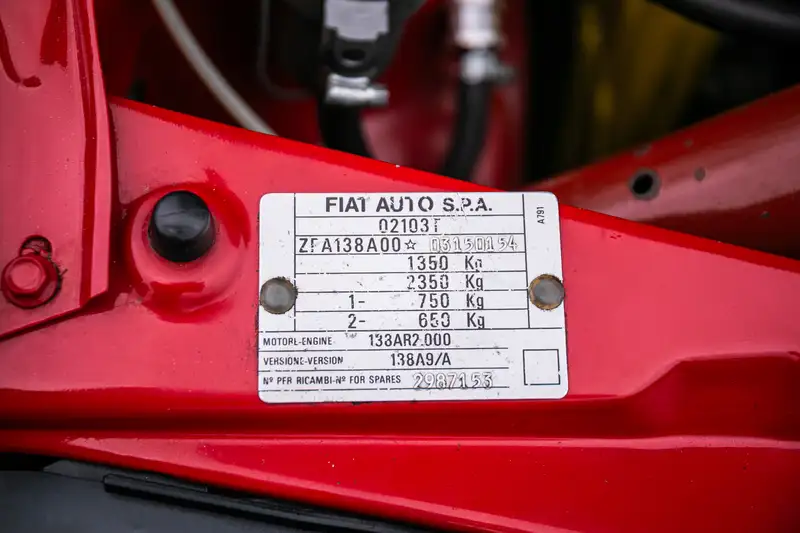 FIAT AUTO S.P.A.
A791
02103T
ZFA138A00☆ 03150154
1350 Kg
2350 Kg
1- 750 Kg
2- 650 Kg
MOTORE-ENGINE 138AR2.000
VERSIONE-VERSION 138A9/A
Nº PER RICAMBI-Nº FOR SPARES 2987153